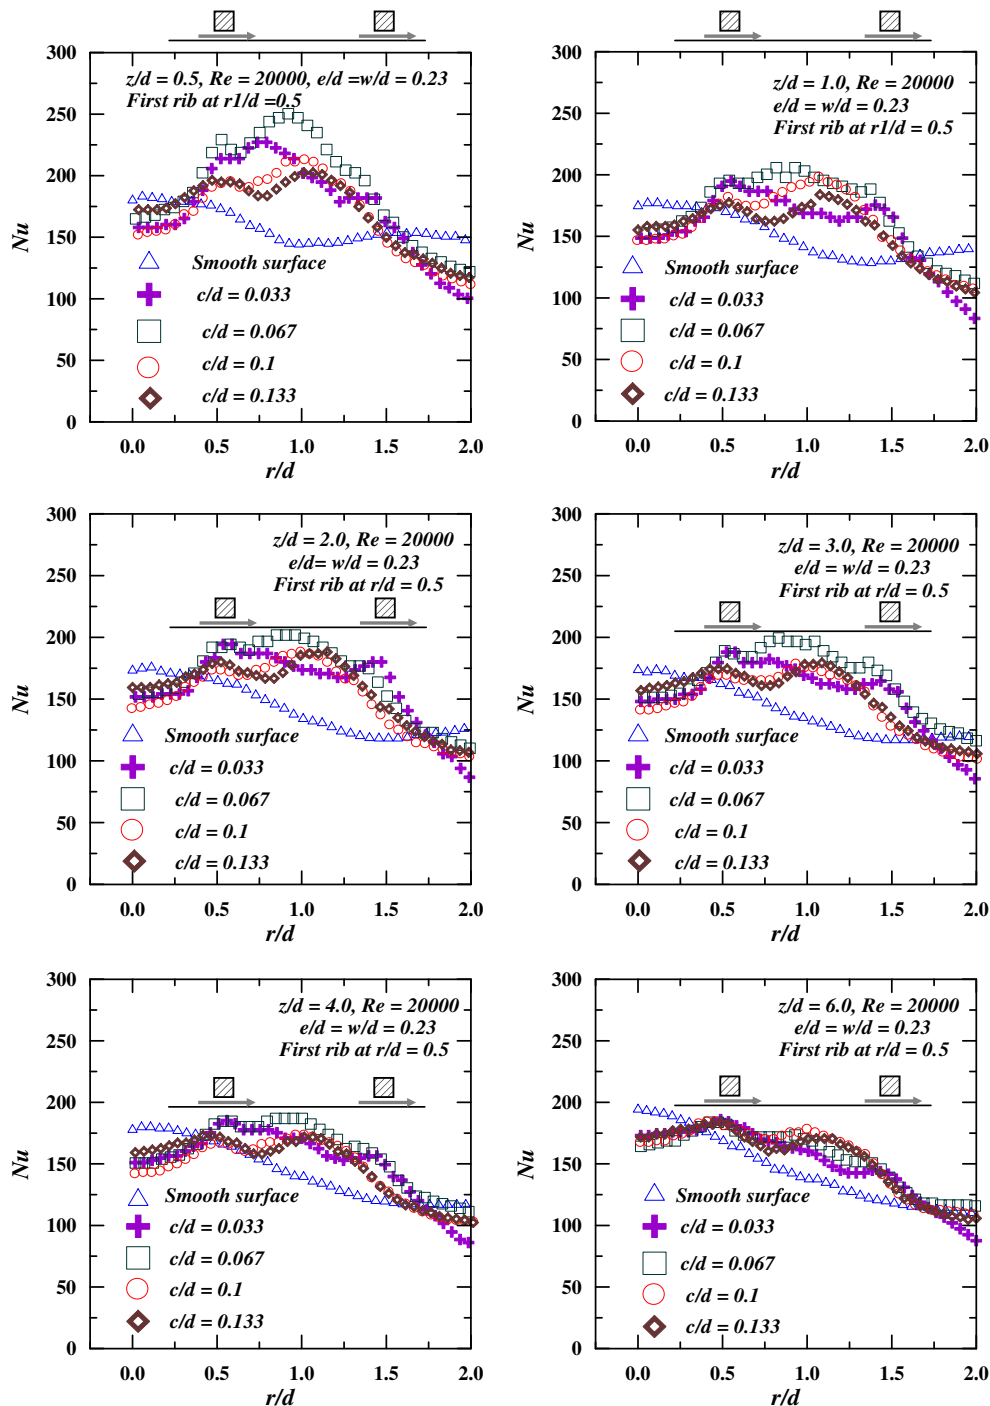 300
250
200
150
100
50
0
Nu
z/d = 0.5, Re = 20000, e/d =w/d = 0.23
First rib at r1/d =0.5
Smooth surface
c/d = 0.033
c/d = 0.067
c/d = 0.1
c/d = 0.133
0.0 0.5 1.0 1.5 2.0
r/d
300
250
200
150
100
50
0
Nu
z/d = 1.0, Re = 20000
e/d = w/d = 0.23
First rib at r1/d = 0.5
Smooth surface
c/d = 0.033
c/d = 0.067
c/d = 0.1
c/d = 0.133
0.0 0.5 1.0 1.5 2.0
r/d
300
250
200
150
100
50
0
Nu
z/d = 2.0, Re = 20000
e/d= w/d = 0.23
First rib at r/d = 0.5
Smooth surface
c/d = 0.033
c/d = 0.067
c/d = 0.1
c/d = 0.133
0.0 0.5 1.0 1.5 2.0
r/d
300
250
200
150
100
50
0
Nu
z/d = 3.0, Re = 20000
e/d= w/d = 0.23
First rib at r/d = 0.5
Smooth surface
c/d = 0.033
c/d = 0.067
c/d = 0.1
c/d = 0.133
0.0 0.5 1.0 1.5 2.0
r/d
300
250
200
150
100
50
0
Nu
z/d = 4.0, Re = 20000
e/d = w/d = 0.23
First rib at r/d = 0.5
Smooth surface
c/d = 0.033
c/d = 0.067
c/d = 0.1
c/d = 0.133
0.0 0.5 1.0 1.5 2.0
r/d
300
250
200
150
100
50
0
Nu
z/d = 6.0, Re = 20000
e/d = w/d = 0.23
First rib at r/d = 0.5
Smooth surface
c/d = 0.033
c/d = 0.067
c/d = 0.1
c/d = 0.133
0.0 0.5 1.0 1.5 2.0
r/d